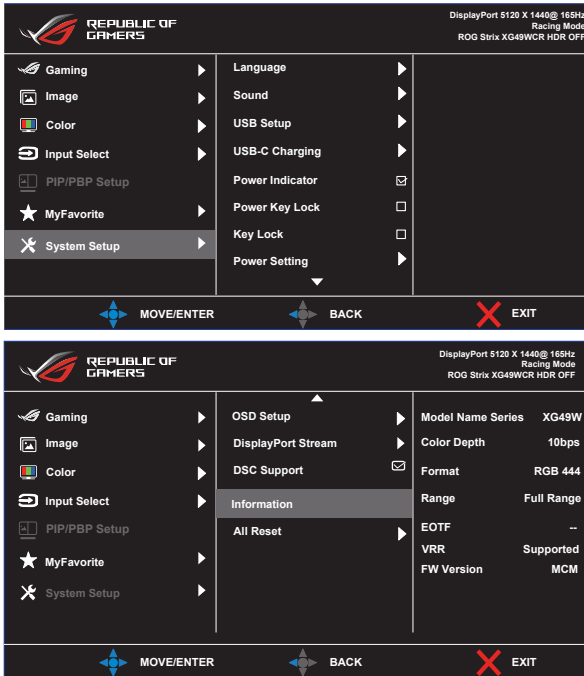 REPUBLIC OF
GAMERS
DisplayPort 5120 X 1440@ 165Hz
Racing Mode
ROG Strix XG49WCR HDR OFF
Gaming
Image
Color
Input Select
PIP/PBP Setup
MyFavorite
System Setup
Language
Sound
USB Setup
USB-C Charging
Power Indicator
Power Key Lock
Key Lock
Power Setting
MOVE/ENTER
BACK
EXIT
REPUBLIC OF
GAMERS
DisplayPort 5120 X 1440@ 165Hz
Racing Mode
ROG Strix XG49WCR HDR OFF
Gaming
Image
Color
Input Select
PIP/PBP Setup
MyFavorite
System Setup
OSD Setup
DisplayPort Stream
DSC Support
Information
All Reset
Model Name Series XG49W
Color Depth 10bps
Format RGB 444
Range Full Range
EOTF --
VRR Supported
FW Version MCM
MOVE/ENTER
BACK
EXIT